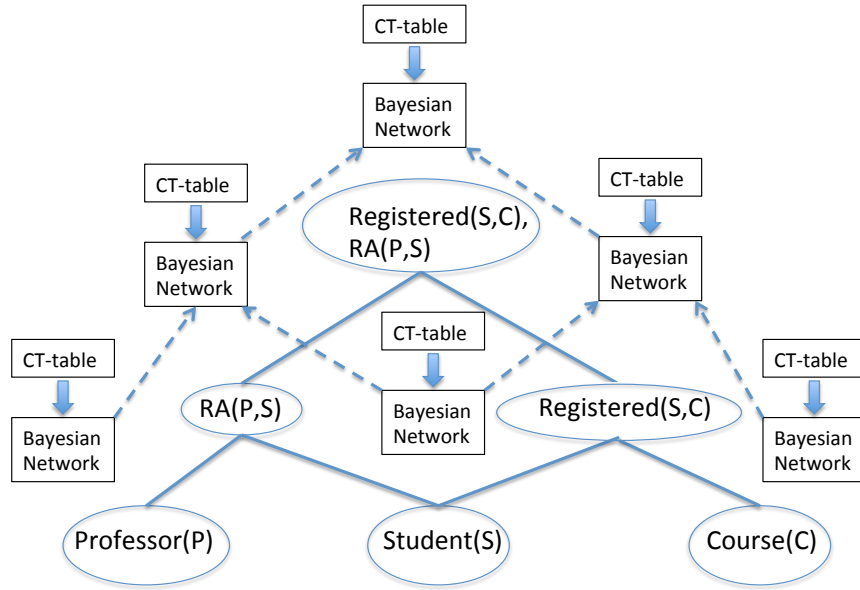 CT-table
Bayesian
Network
CT-table
CT-table
Registered(S,C),
RA(P,S)
Bayesian
Network
Bayesian
Network
CT-table
CT-table
CT-table
RA(P,S)
Registered(S,C)
Bayesian
Network
Bayesian
Network
Bayesian
Network
Professor(P)
Student(S)
Course(C)